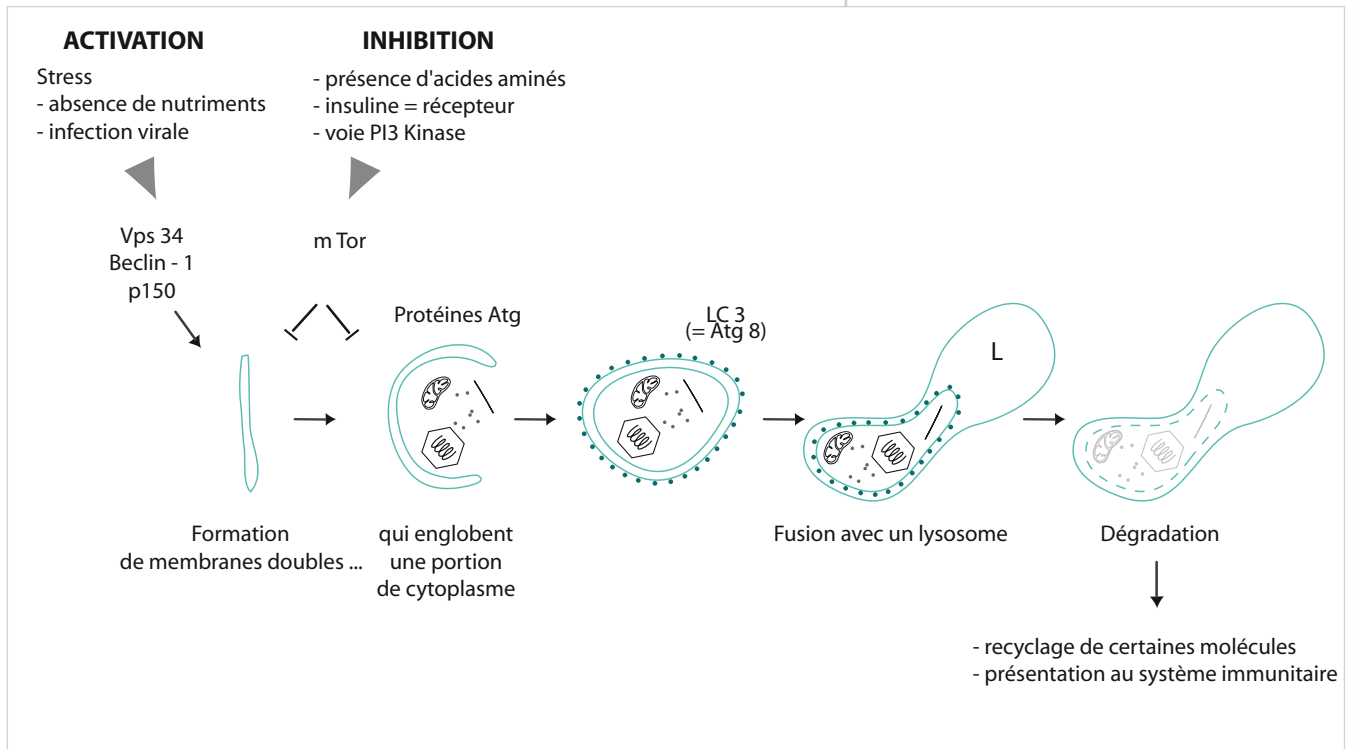 ACTIVATION
Stress
- absence de nutriments
- infection virale
INHIBITION
- présence d'acides aminés
- insuline = récepteur
- voie PI3 Kinase
Vps 34
Beclin - 1
p150
m Tor
Protéines Atg
LC 3
(= Atg 8)
L
Formation
de membranes doubles ...
qui englobent
une portion
de cytoplasme
Fusion avec un lysosome
Dégradation
- recyclage de certaines molécules
- présentation au système immunitaire